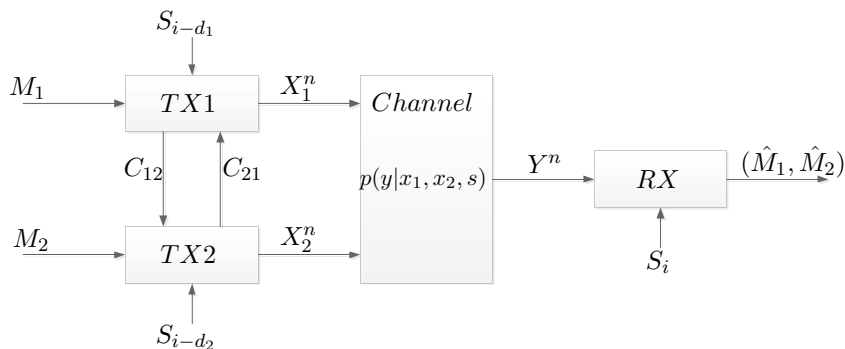 $S_{i-d_1}$
$M_1$
$TX1$
$X_1^n$
$Channel$
$C_{12}$
$C_{21}$
$p(y|x_1, x_2, s)$
$Y^n$
$RX$
$(\hat{M}_1, \hat{M}_2)$
$M_2$
$TX2$
$X_2^n$
$S_i$
$S_{i-d_2}$